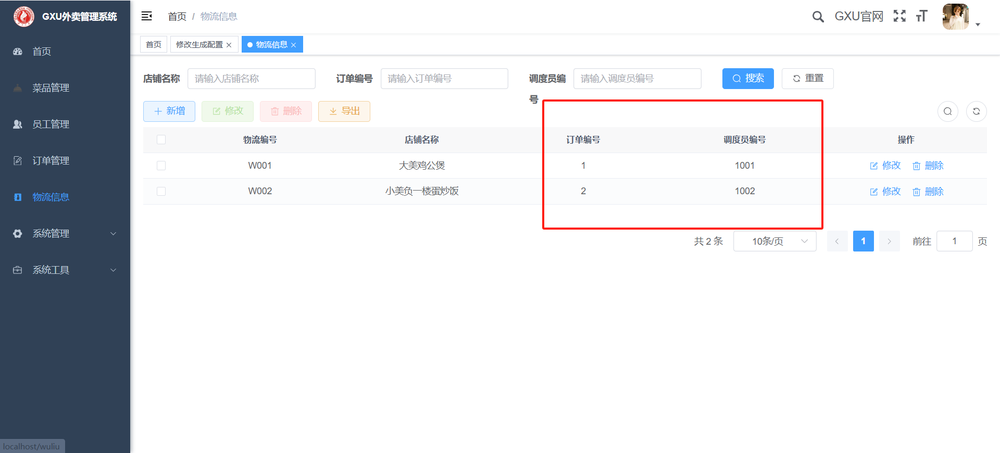 GXU外卖管理系统
首页
菜品管理
员工管理
订单管理
物流信息
系统管理
系统工具
localhost/wuliu
首页 / 物流信息
GXU官网
首页 修改生成配置 物流信息
店铺名称 请输入店铺名称 订单编号 请输入订单编号 调度员编号 请输入调度员编号 搜索 重置
新增 修改 删除 导出
物流编号 店铺名称 订单编号 调度员编号 操作
W001 大美鸡公煲 1 1001 修改 删除
W002 小美负一楼蛋炒饭 2 1002 修改 删除
共 2 条 10条/页 1 前往 1 页